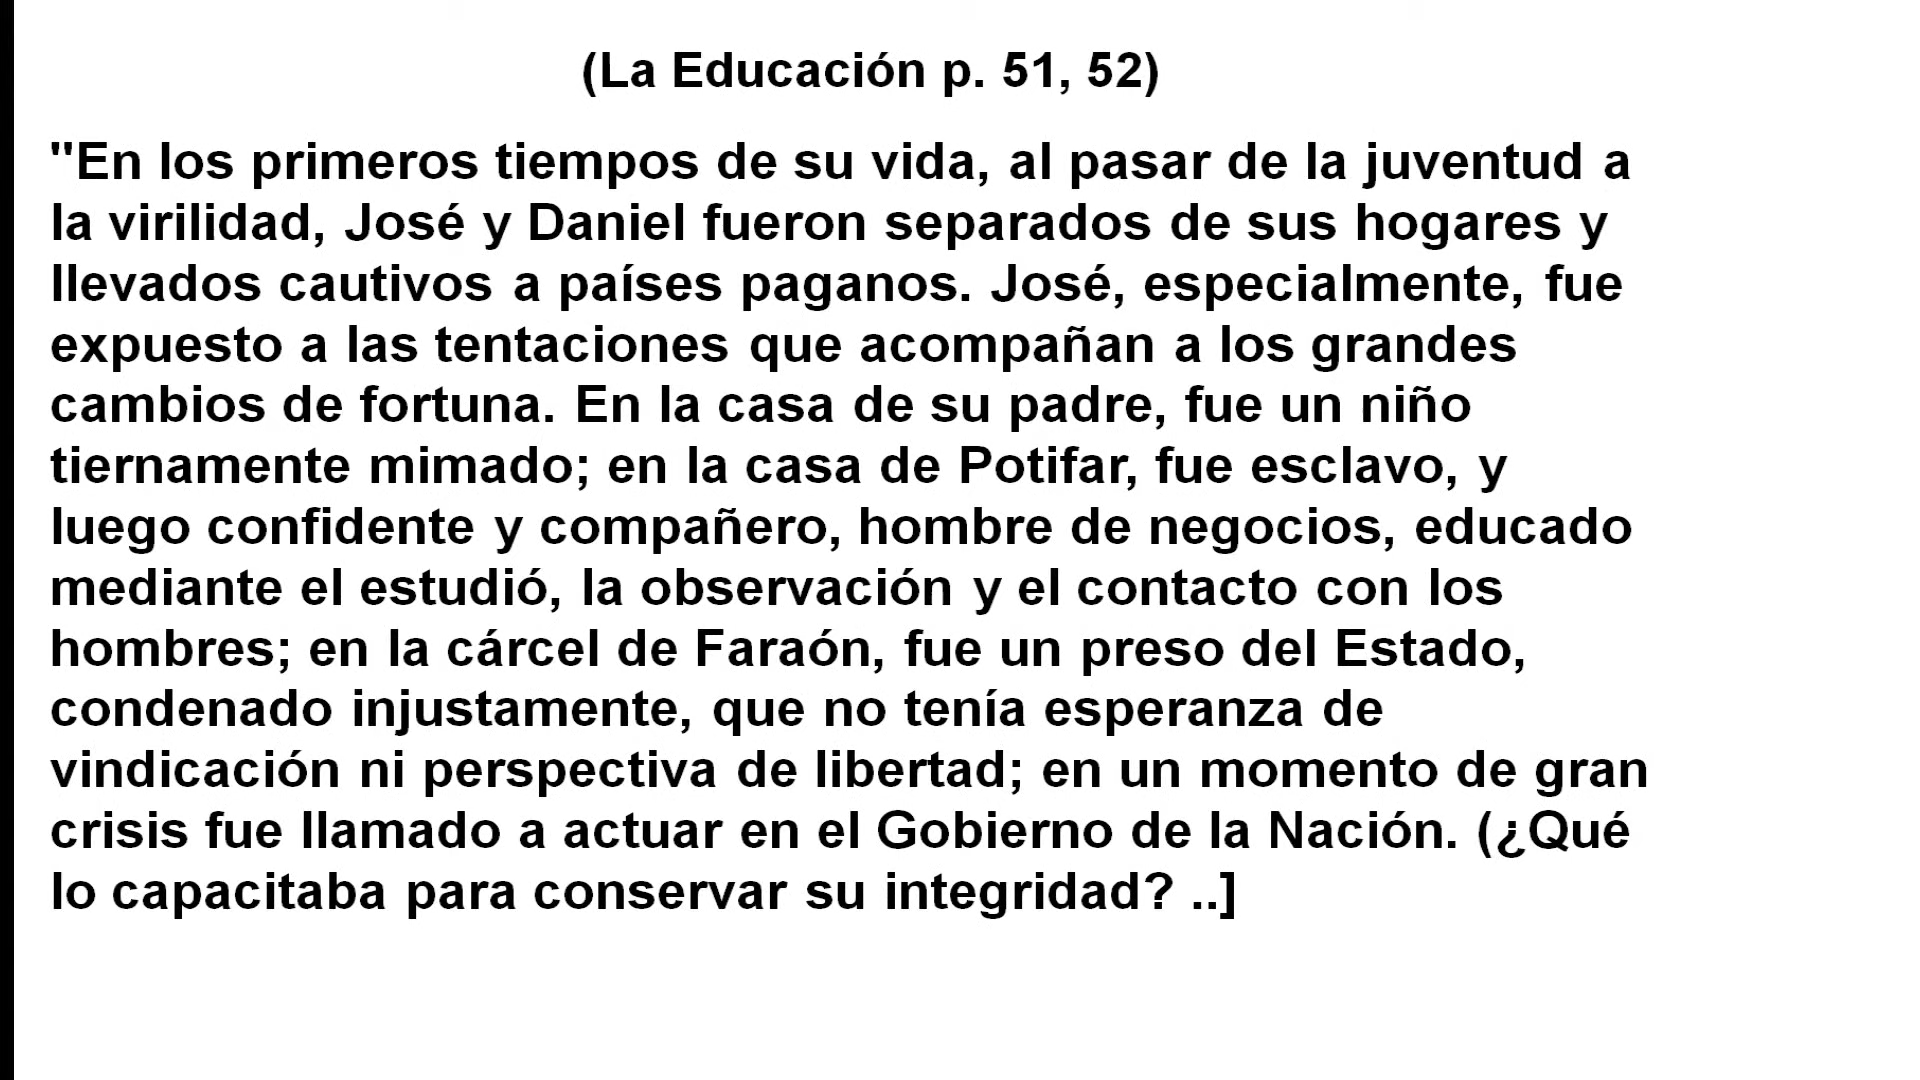 (La Educación p. 51, 52)
"En los primeros tiempos de su vida, al pasar de la juventud a
la virilidad, José y Daniel fueron separados de sus hogares y
llevados cautivos a países paganos. José, especialmente, fue
expuesto a las tentaciones que acompañan a los grandes
cambios de fortuna. En la casa de su padre, fue un niño
tiernamente mimado; en la casa de Potifar, fue esclavo, y
luego confidente y compañero, hombre de negocios, educado
mediante el estudió, la observación y el contacto con los
hombres; en la cárcel de Faraón, fue un preso del Estado,
condenado injustamente, que no tenía esperanza de
vindicación ni perspectiva de libertad; en un momento de gran
crisis fue llamado a actuar en el Gobierno de la Nación. (¿Qué
lo capacitaba para conservar su integridad? ..]